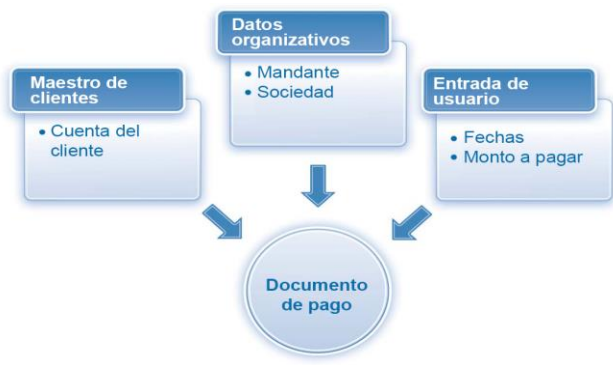 Maestro de
clientes
• Cuenta del
cliente
Datos
organizativos
• Mandante
• Sociedad
Entrada de
usuario
• Fechas
• Monto a pagar
Documento
de pago